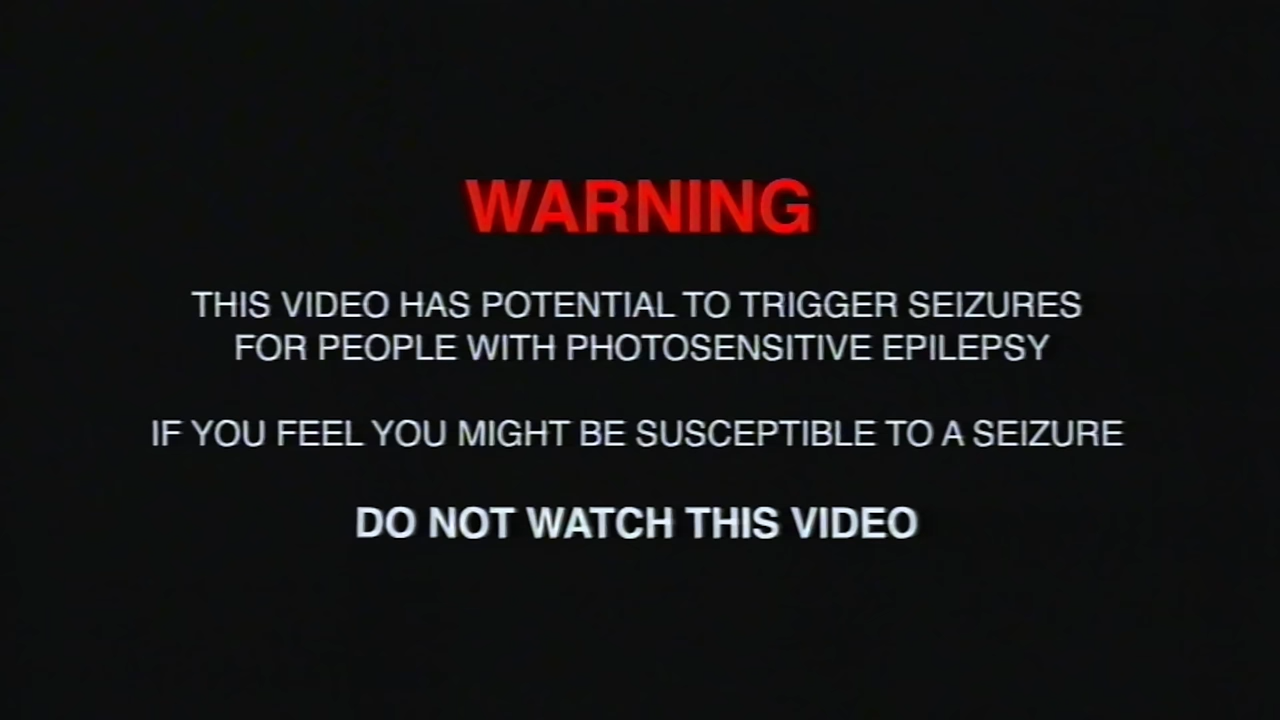 WARNING
THIS VIDEO HAS POTENTIAL TO TRIGGER SEIZURES
FOR PEOPLE WITH PHOTOSENSITIVE EPILEPSY
IF YOU FEEL YOU MIGHT BE SUSCEPTIBLE TO A SEIZURE
DO NOT WATCH THIS VIDEO